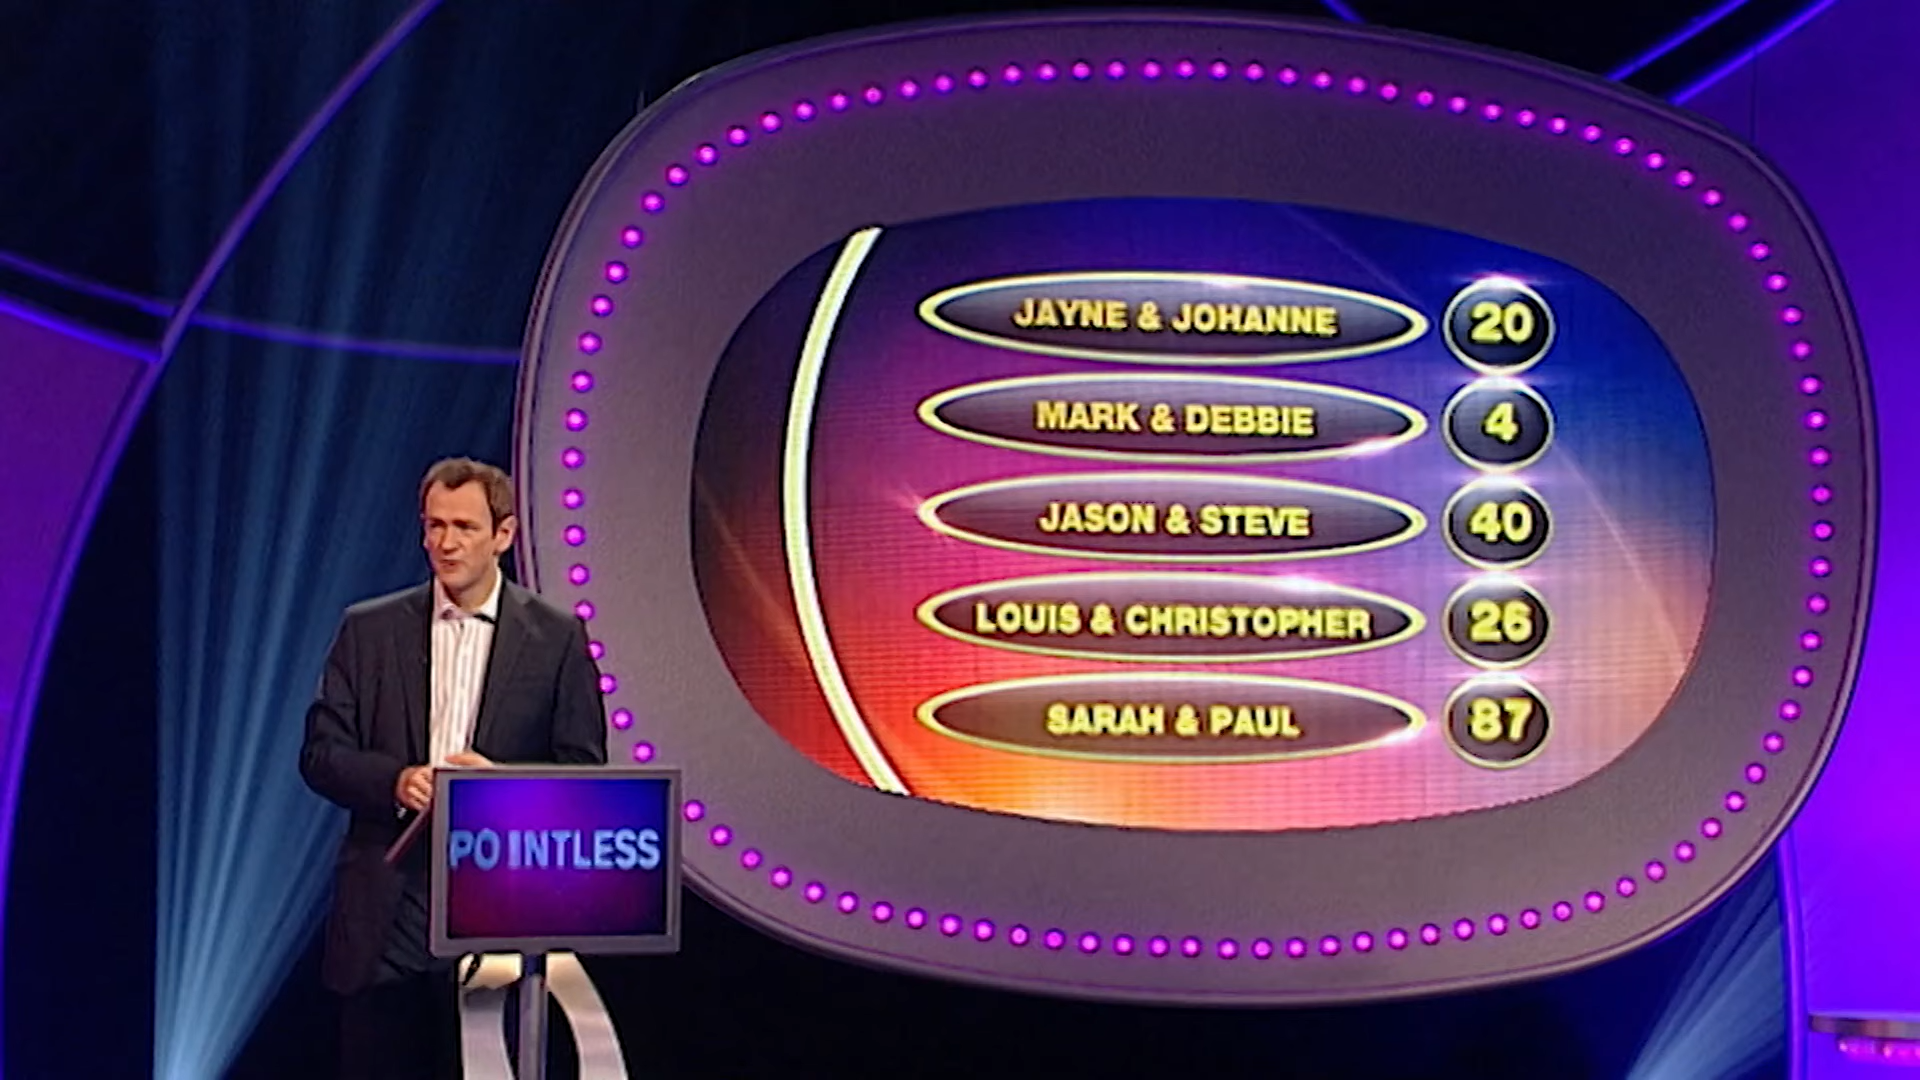 JAYNE & JOHANNE 20
MARK & DEBBIE 4
JASON & STEVE 40
LOUIS & CHRISTOPHER 26
SARAH & PAUL 87
POINTLESS